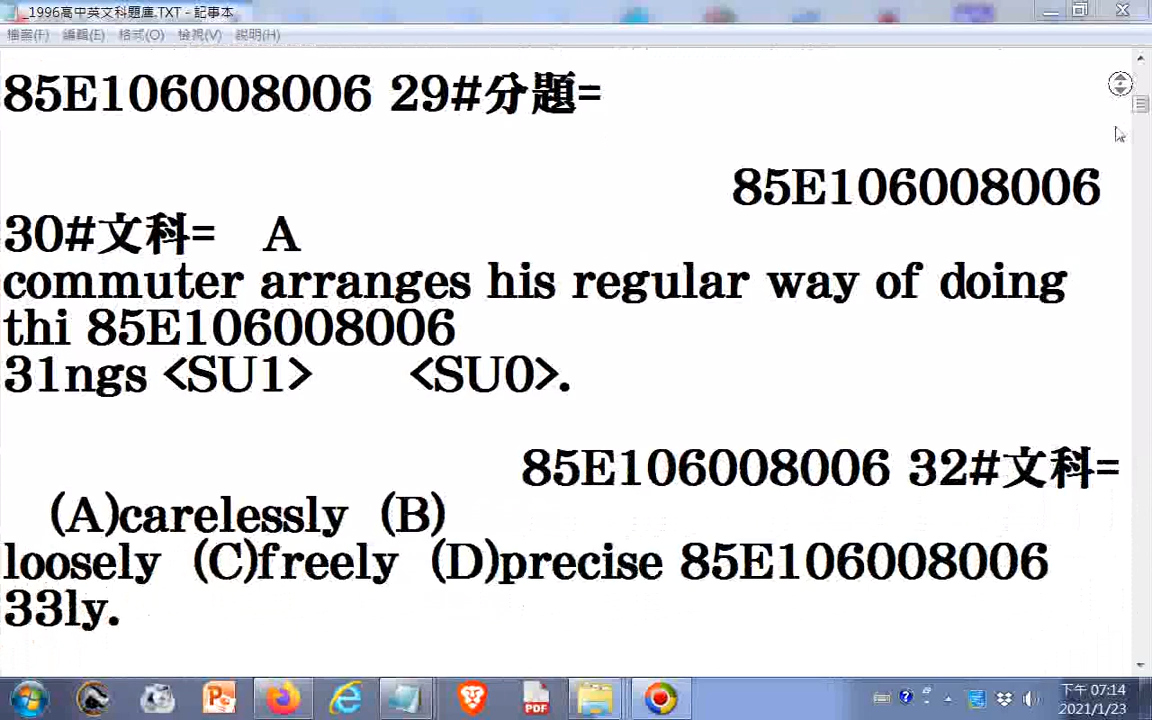 _1996高中英文科題庫.TXT - 記事本
檔案(F) 編輯(E) 格式(O) 檢視(V) 說明(H)
85E106008006 29#分題=
85E106008006
30#文科= A
commuter arranges his regular way of doing
thi 85E106008006
31ngs <SU1> <SU0>.
85E106008006 32#文科=
(A)carelessly (B)
loosely (C)freely (D)precise 85E106008006
33ly.
PDF
下午 07:14
2021/1/23